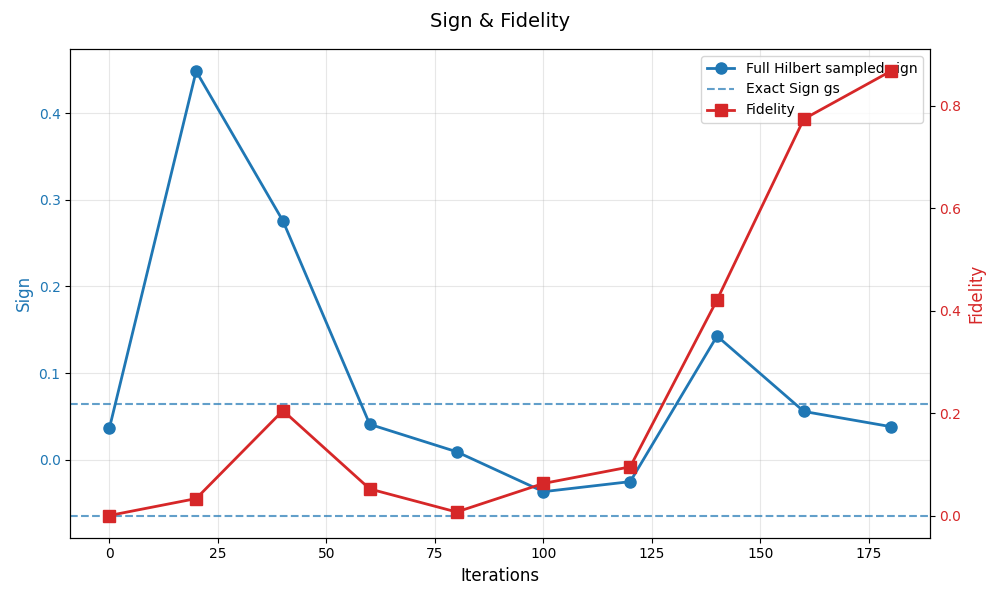 Sign & Fidelity
Full Hilbert sampled sign
Exact Sign gs
Fidelity
Sign
0.4
0.3
0.2
0.1
0.0
0.8
0.6
0.4
0.2
0.0
Fidelity
0
25
50
75
100
125
150
175
Iterations